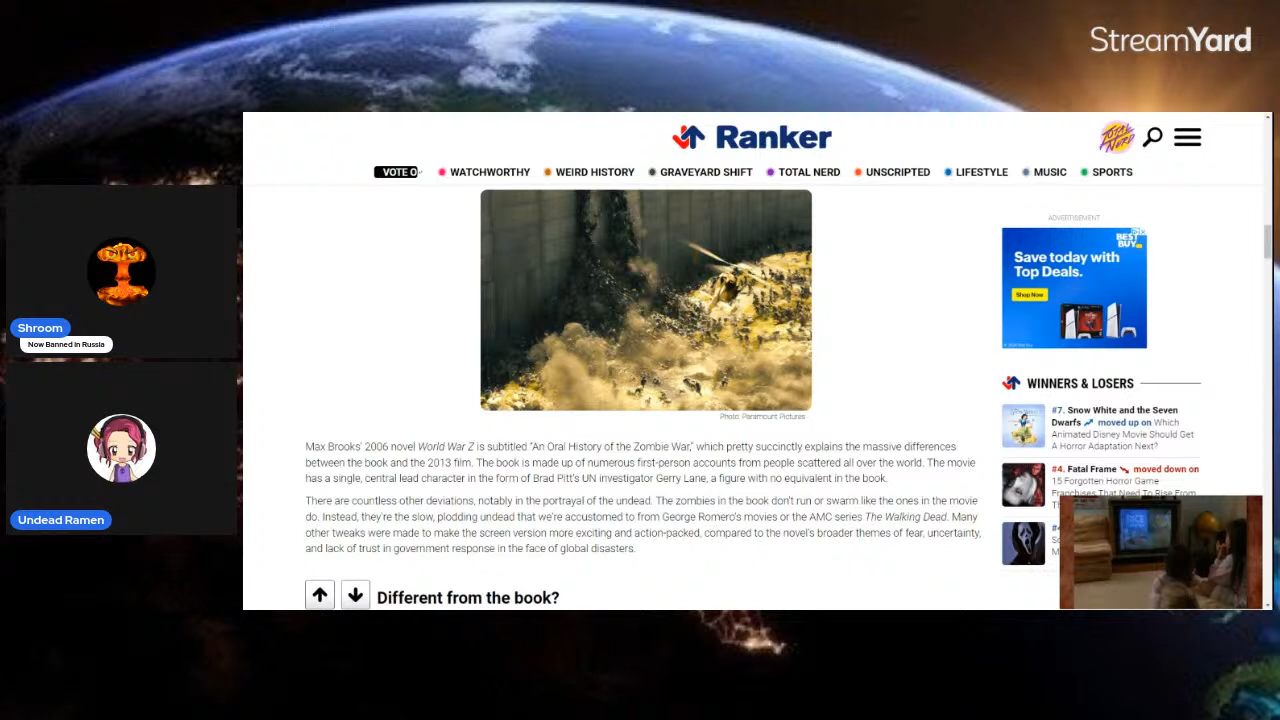 StreamYard
Ranker
TOTAL NERD
VOTE O
WATCHWORTHY
WEIRD HISTORY
GRAVEYARD SHIFT
TOTAL NERD
UNSCRIPTED
LIFESTYLE
MUSIC
SPORTS
Shroom
Now Banned in Russia
Undead Ramen
Photo: Paramount Pictures
Max Brooks' 2006 novel World War Z is subtitled "An Oral History of the Zombie War," which pretty succinctly explains the massive differences
between the book and the 2013 film. The book is made up of numerous first-person accounts from people scattered all over the world. The movie
has a single, central lead character in the form of Brad Pitt's UN investigator Gerry Lane, a figure with no equivalent in the book.
There are countless other deviations, notably in the portrayal of the undead. The zombies in the book don't run or swarm like the ones in the movie
do. Instead, they're the slow, plodding undead that we're accustomed to from George Romero's movies or the AMC series The Walking Dead. Many
other tweaks were made to make the screen version more exciting and action-packed, compared to the novel's broader themes of fear, uncertainty,
and lack of trust in government response in the face of global disasters.
Different from the book?
ADVERTISEMENT
BEST
BUY
Save today with
Top Deals.
Shop Now
WINNERS & LOSERS
#7. Snow White and the Seven
Dwarfs moved up on Which
Animated Disney Movie Should Get
A Horror Adaptation Next?
#4. Fatal Frame moved down on
15 Forgotten Horror Game
Franchises That Need To Rise From